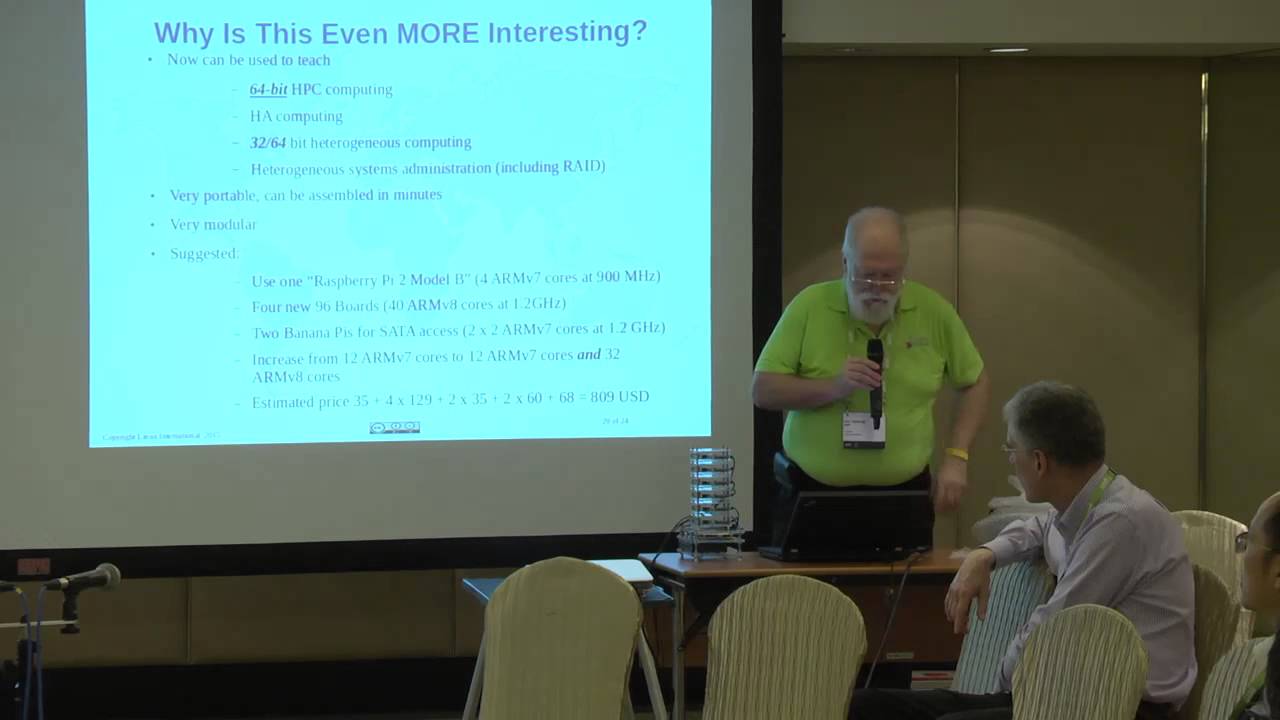 Why Is This Even MORE Interesting?
• Now can be used to teach
– 64-bit HPC computing
– HA computing
– 32/64 bit heterogeneous computing
– Heterogeneous systems administration (including RAID)
• Very portable, can be assembled in minutes
• Very modular
• Suggested:
– Use one “Raspberry Pi 2 Model B” (4 ARMv7 cores at 900 MHz)
– Four new 96 Boards (40 ARMv8 cores at 1.2GHz)
– Two Banana Pis for SATA access (2 x 2 ARMv7 cores at 1.2 GHz)
– Increase from 12 ARMv7 cores to 12 ARMv7 cores and 32
ARMv8 cores
– Estimated price 35 + 4 x 129 + 2 x 35 + 2 x 60 + 68 = 809 USD
Copyright Linux International 2015